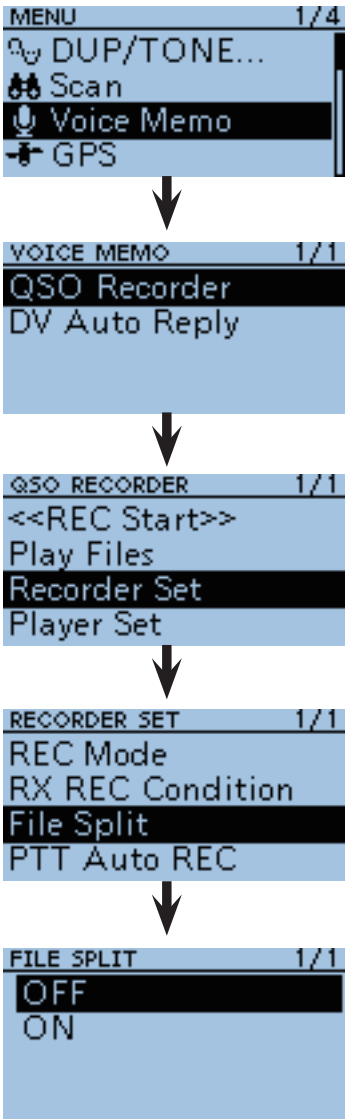 MENU 1/4
DUP/TONE...
Scan
Voice Memo
GPS
VOICE MEMO 1/1
QSO Recorder
DV Auto Reply
QSO RECORDER 1/1
<<REC Start>>
Play Files
Recorder Set
Player Set
RECORDER SET 1/1
REC Mode
RX REC Condition
File Split
PTT Auto REC
FILE SPLIT 1/1
OFF
ON